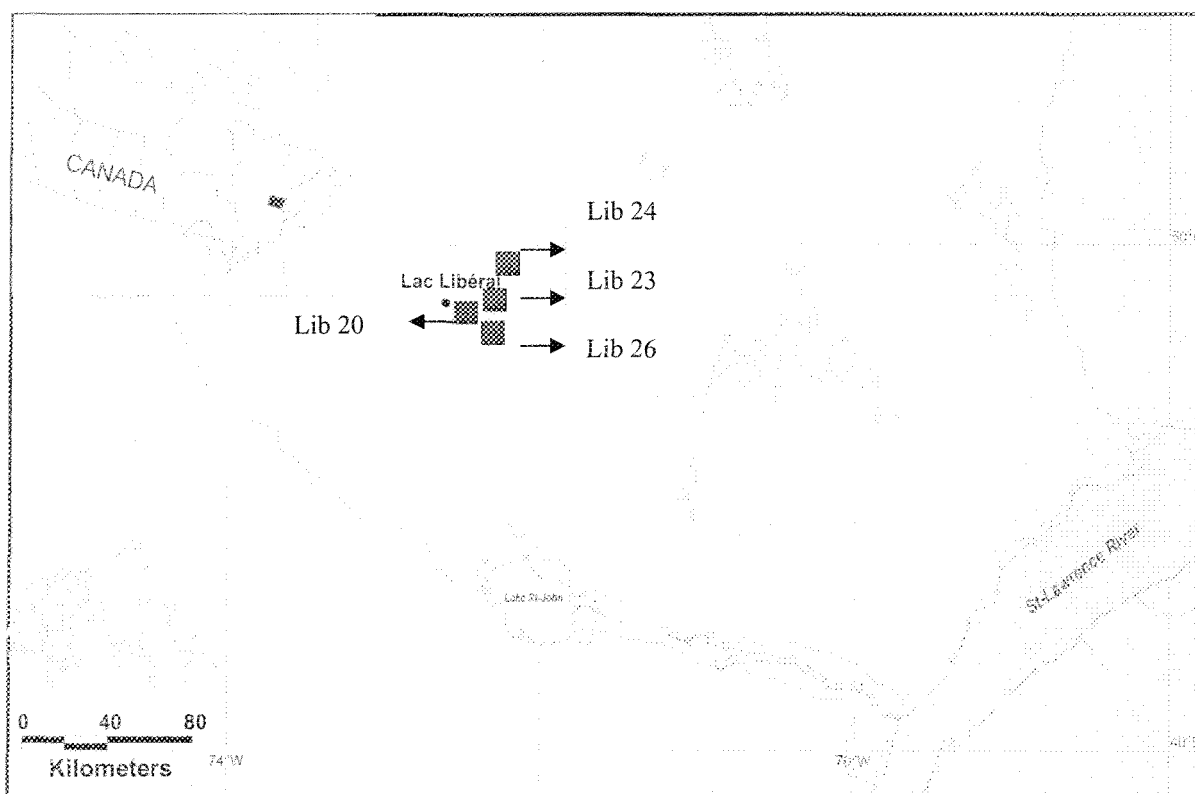 CANADA
Lib 24
Lac Libéral
Lib 23
Lib 20
Lib 26
Lake St-John
St-Lawrence River
0 40 80
Kilometers
74°W
70°W